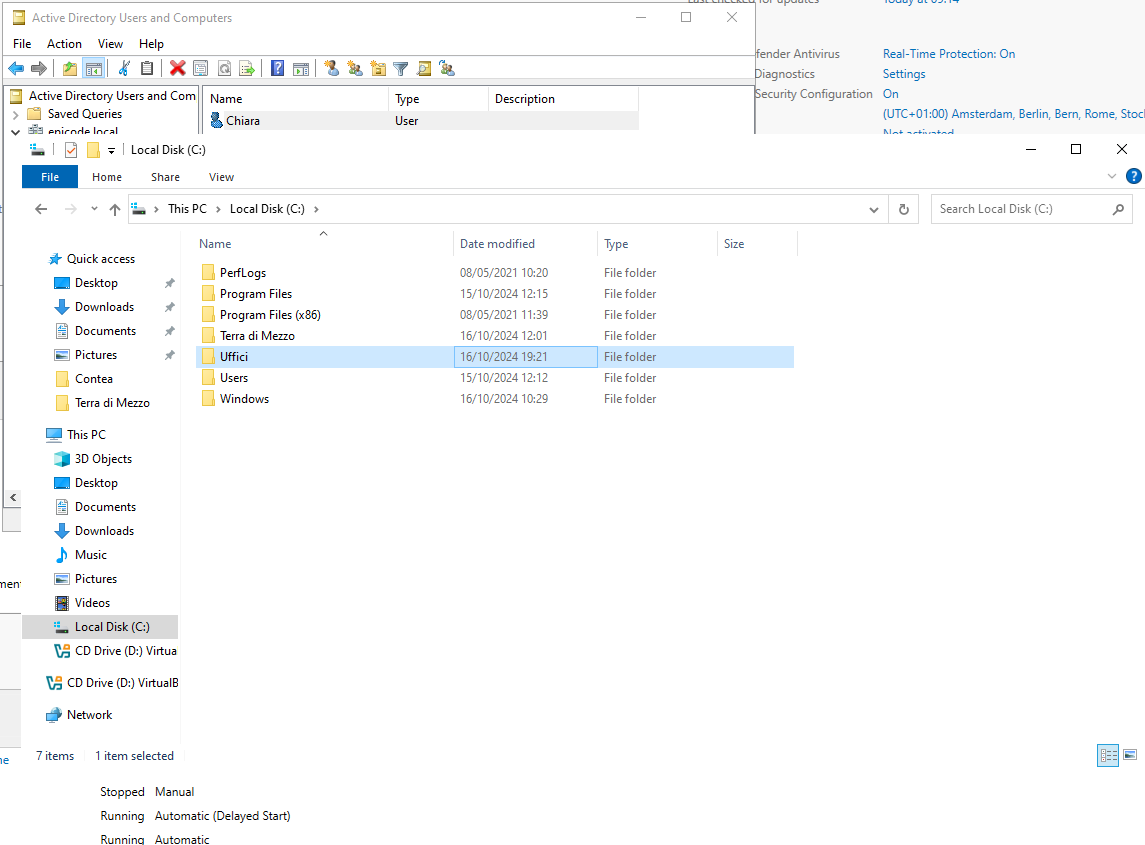 Active Directory Users and Computers
Last checked for updates Today at 09:14
File Action View Help
Real-Time Protection: On
Diagnostics Settings
Security Configuration On
(UTC+01:00) Amsterdam, Berlin, Bern, Rome, Stoc
Not activated
Active Directory Users and Com
Saved Queries
epicode.local
Name Type Description
Chiara User
Local Disk (C:)
File Home Share View
This PC Local Disk (C:)
Search Local Disk (C:)
Name Date modified Type Size
PerfLogs 08/05/2021 10:20 File folder
Program Files 15/10/2024 12:15 File folder
Program Files (x86) 08/05/2021 11:39 File folder
Terra di Mezzo 16/10/2024 12:01 File folder
Uffici 16/10/2024 19:21 File folder
Users 15/10/2024 12:12 File folder
Windows 16/10/2024 10:29 File folder
Quick access
Desktop
Downloads
Documents
Pictures
Contea
Terra di Mezzo
This PC
3D Objects
Desktop
Documents
Downloads
Music
Pictures
Videos
Local Disk (C:)
CD Drive (D:) Virtua
CD Drive (D:) VirtualB
Network
7 items 1 item selected
Stopped Manual
Running Automatic (Delayed Start)
Running Automatic